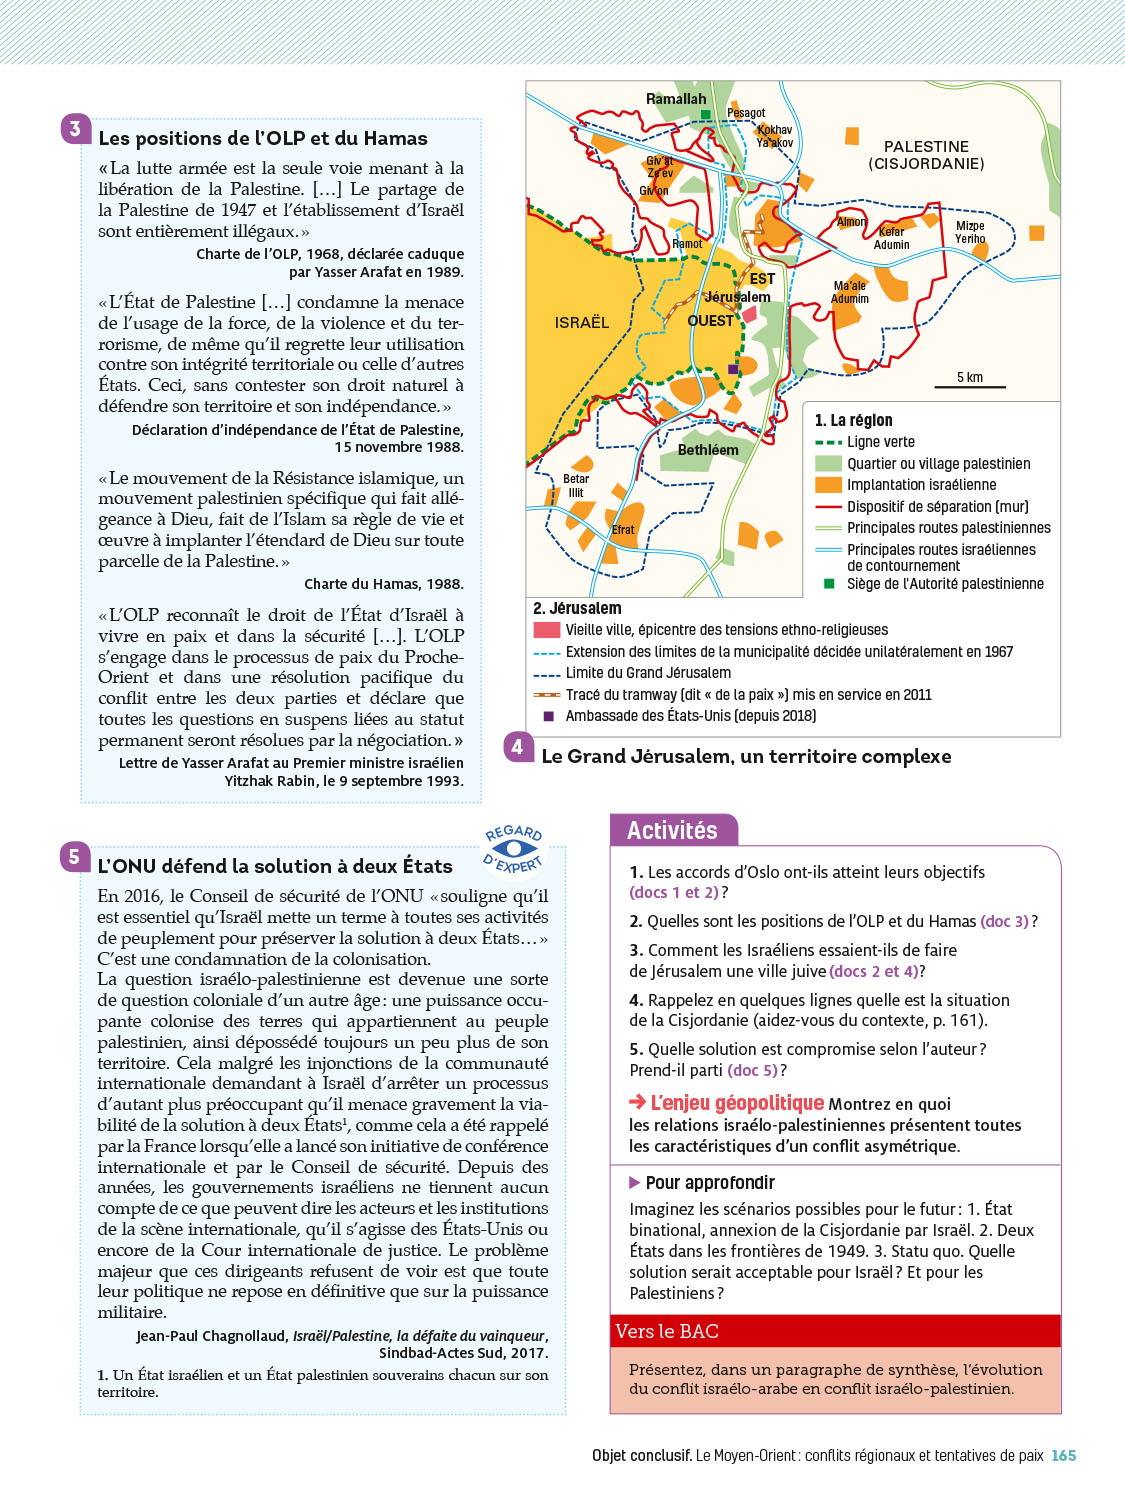 3
Les positions de l'OLP et du Hamas
« La lutte armée est la seule voie menant à la
libération de la Palestine. […] Le partage de
la Palestine de 1947 et l'établissement d'Israël
sont entièrement illégaux. »
Charte de l'OLP, 1968, déclarée caduque
par Yasser Arafat en 1989.
« L'État de Palestine […] condamne la menace
de l'usage de la force, de la violence et du ter-
rorisme, de même qu'il regrette leur utilisation
contre son intégrité territoriale ou celle d'autres
États. Ceci, sans contester son droit naturel à
défendre son territoire et son indépendance. »
Déclaration d'indépendance de l'État de Palestine,
15 novembre 1988.
« Le mouvement de la Résistance islamique, un
mouvement palestinien spécifique qui fait allé-
geance à Dieu, fait de l'Islam sa règle de vie et
œuvre à implanter l'étendard de Dieu sur toute
parcelle de la Palestine. »
Charte du Hamas, 1988.
« L'OLP reconnaît le droit de l'État d'Israël à
vivre en paix et dans la sécurité […]. L'OLP
s'engage dans le processus de paix du Proche-
Orient et dans une résolution pacifique du
conflit entre les deux parties et déclare que
toutes les questions en suspens liées au statut
permanent seront résolues par la négociation. »
Lettre de Yasser Arafat au Premier ministre israélien
Yitzhak Rabin, le 9 septembre 1993.
Ramallah
Pesagot
Kokhav
Ya'akov
PALESTINE
(CISJORDANIE)
Giv'at
Ze'ev
Giv'on
Ramot
Almon
Kefar
Adumin
Mizpe
Yeriho
EST
Jérusalem
OUEST
ISRAËL
Ma'ale
Adumim
5 km
Bethléem
Betar
Illit
Efrat
1. La région
Ligne verte
Quartier ou village palestinien
Implantation israélienne
Dispositif de séparation (mur)
Principales routes palestiniennes
Principales routes israéliennes
de contournement
Siège de l'Autorité palestinienne
2. Jérusalem
Vieille ville, épicentre des tensions ethno-religieuses
Extension des limites de la municipalité décidée unilatéralement en 1967
Limite du Grand Jérusalem
Tracé du tramway (dit « de la paix ») mis en service en 2011
Ambassade des États-Unis (depuis 2018)
4
Le Grand Jérusalem, un territoire complexe
5
L'ONU défend la solution à deux États
REGARD
D'EXPERT
En 2016, le Conseil de sécurité de l'ONU « souligne qu'il
est essentiel qu'Israël mette un terme à toutes ses activités
de peuplement pour préserver la solution à deux États… »
C'est une condamnation de la colonisation.
La question israélo-palestinienne est devenue une sorte
de question coloniale d'un autre âge : une puissance occu-
pante colonise des terres qui appartiennent au peuple
palestinien, ainsi dépossédé toujours un peu plus de son
territoire. Cela malgré les injonctions de la communauté
internationale demandant à Israël d'arrêter un processus
d'autant plus préoccupant qu'il menace gravement la via-
bilité de la solution à deux États¹, comme cela a été rappelé
par la France lorsqu'elle a lancé son initiative de conférence
internationale et par le Conseil de sécurité. Depuis des
années, les gouvernements israéliens ne tiennent aucun
compte de ce que peuvent dire les acteurs et les institutions
de la scène internationale, qu'il s'agisse des États-Unis ou
encore de la Cour internationale de justice. Le problème
majeur que ces dirigeants refusent de voir est que toute
leur politique ne repose en définitive que sur la puissance
militaire.
Jean-Paul Chagnollaud, Israël/Palestine, la défaite du vainqueur,
Sindbad-Actes Sud, 2017.
1. Un État israélien et un État palestinien souverains chacun sur son
territoire.
Activités
1. Les accords d'Oslo ont-ils atteint leurs objectifs
(docs 1 et 2) ?
2. Quelles sont les positions de l'OLP et du Hamas (doc 3) ?
3. Comment les Israéliens essaient-ils de faire
de Jérusalem une ville juive (docs 2 et 4)?
4. Rappelez en quelques lignes quelle est la situation
de la Cisjordanie (aidez-vous du contexte, p. 161).
5. Quelle solution est compromise selon l'auteur ?
Prend-il parti (doc 5) ?
➔ L'enjeu géopolitique Montrez en quoi
les relations israélo-palestiniennes présentent toutes
les caractéristiques d'un conflit asymétrique.
▶ Pour approfondir
Imaginez les scénarios possibles pour le futur : 1. État
binational, annexion de la Cisjordanie par Israël. 2. Deux
États dans les frontières de 1949. 3. Statu quo. Quelle
solution serait acceptable pour Israël ? Et pour les
Palestiniens ?
Vers le BAC
Présentez, dans un paragraphe de synthèse, l'évolution
du conflit israélo-arabe en conflit israélo-palestinien.
Objet conclusif. Le Moyen-Orient : conflits régionaux et tentatives de paix 165